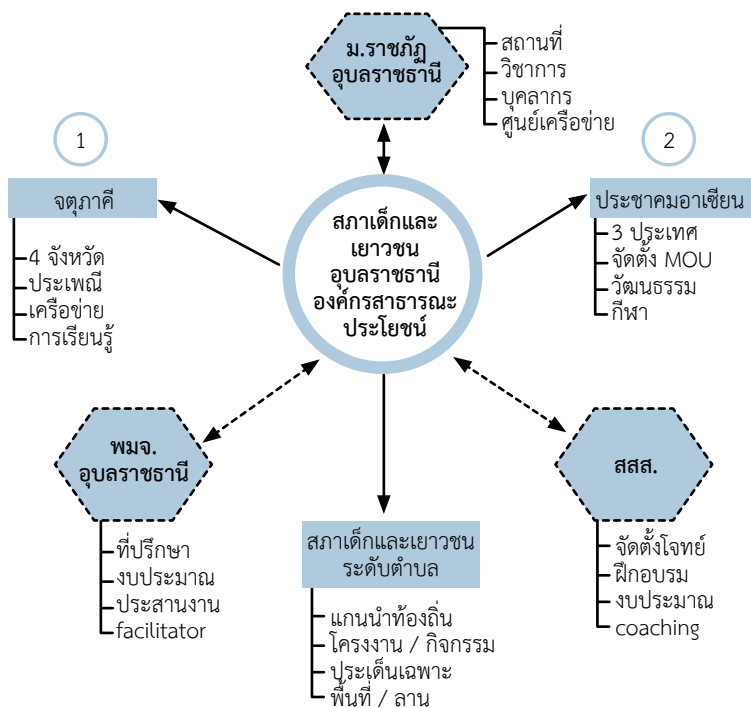 ม.ราชภัฏ
อุบลราชธานี
สถานที่
วิชาการ
บุคลากร
ศูนย์เครือข่าย
1
จตุภาคี
4 จังหวัด
ประเพณี
เครือข่าย
การเรียนรู้
สภาเด็กและ
เยาวชน
อุบลราชธานี
องค์กรสาธารณะ
ประโยชน์
2
ประชาคมอาเซียน
3 ประเทศ
จัดตั้ง MOU
วัฒนธรรม
กีฬา
พมจ.
อุบลราชธานี
ที่ปรึกษา
งบประมาณ
ประสานงาน
facilitator
สภาเด็กและเยาวชน
ระดับตำบล
แกนนำท้องถิ่น
โครงงาน / กิจกรรม
ประเด็นเฉพาะ
พื้นที่ / ลาน
สสส.
จัดตั้งโจทย์
ฝึกอบรม
งบประมาณ
coaching